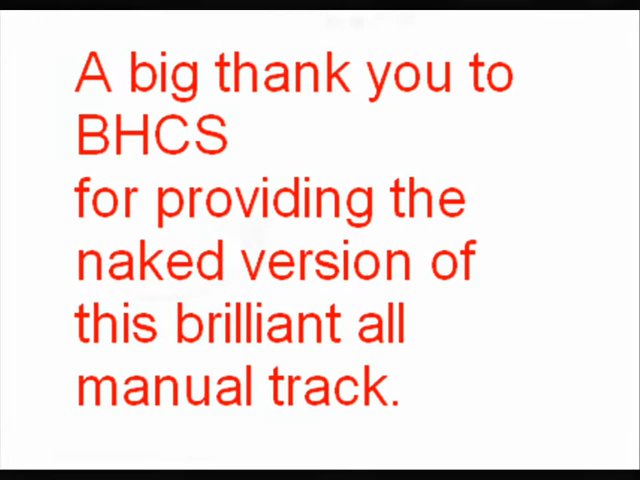 A big thank you to
BHCS
for providing the
naked version of
this brilliant all
manual track.